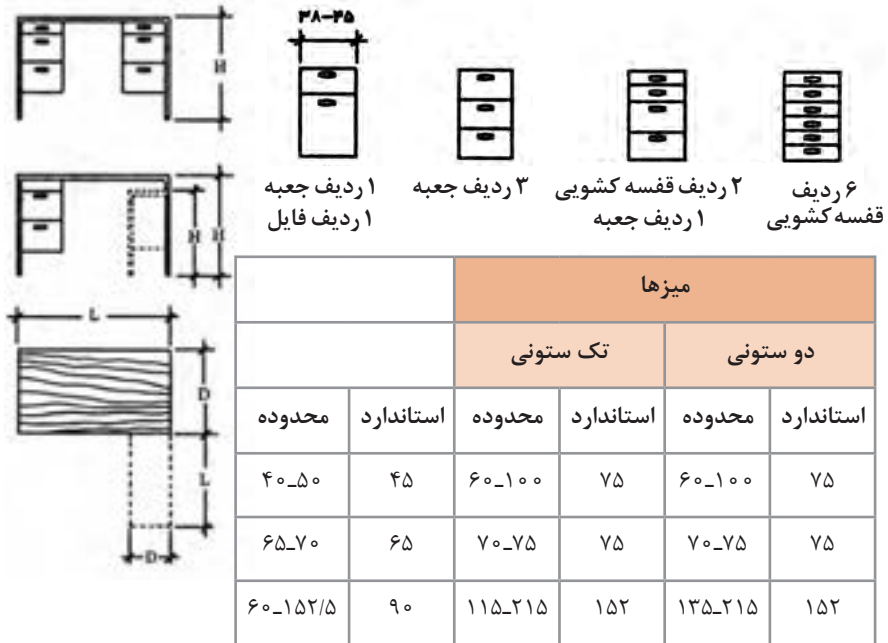 ۳۸–۴۵
H
۶ ردیف
قفسه کشویی
۲ ردیف قفسه کشویی
۱ ردیف جعبه
۳ ردیف جعبه
۱ ردیف جعبه
۱ ردیف فایل
H H
L
D
L
D
میزها
دو ستونی تک ستونی
استاندارد محدوده استاندارد محدوده استاندارد محدوده
۷۵ ۶۰–۱۰۰ ۷۵ ۶۰–۱۰۰ ۴۵ ۴۰–۵۰
۷۵ ۷۰–۷۵ ۷۵ ۷۰–۷۵ ۶۵ ۶۵–۷۰
۱۵۲ ۱۳۵–۲۱۵ ۱۵۲ ۱۱۵–۲۱۵ ۹۰ ۶۰–۱۵۲/۵